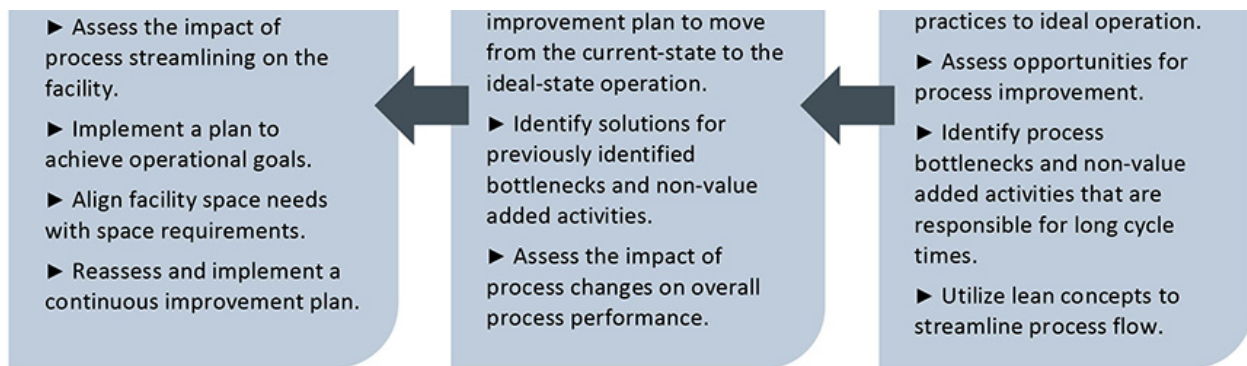 ► Assess the impact of
process streamlining on the
facility.
► Implement a plan to
achieve operational goals.
► Align facility space needs
with space requirements.
► Reassess and implement a
continuous improvement plan.
improvement plan to move
from the current-state to the
ideal-state operation.
► Identify solutions for
previously identified
bottlenecks and non-value
added activities.
► Assess the impact of
process changes on overall
process performance.
practices to ideal operation.
► Assess opportunities for
process improvement.
► Identify process
bottlenecks and non-value
added activities that are
responsible for long cycle
times.
► Utilize lean concepts to
streamline process flow.